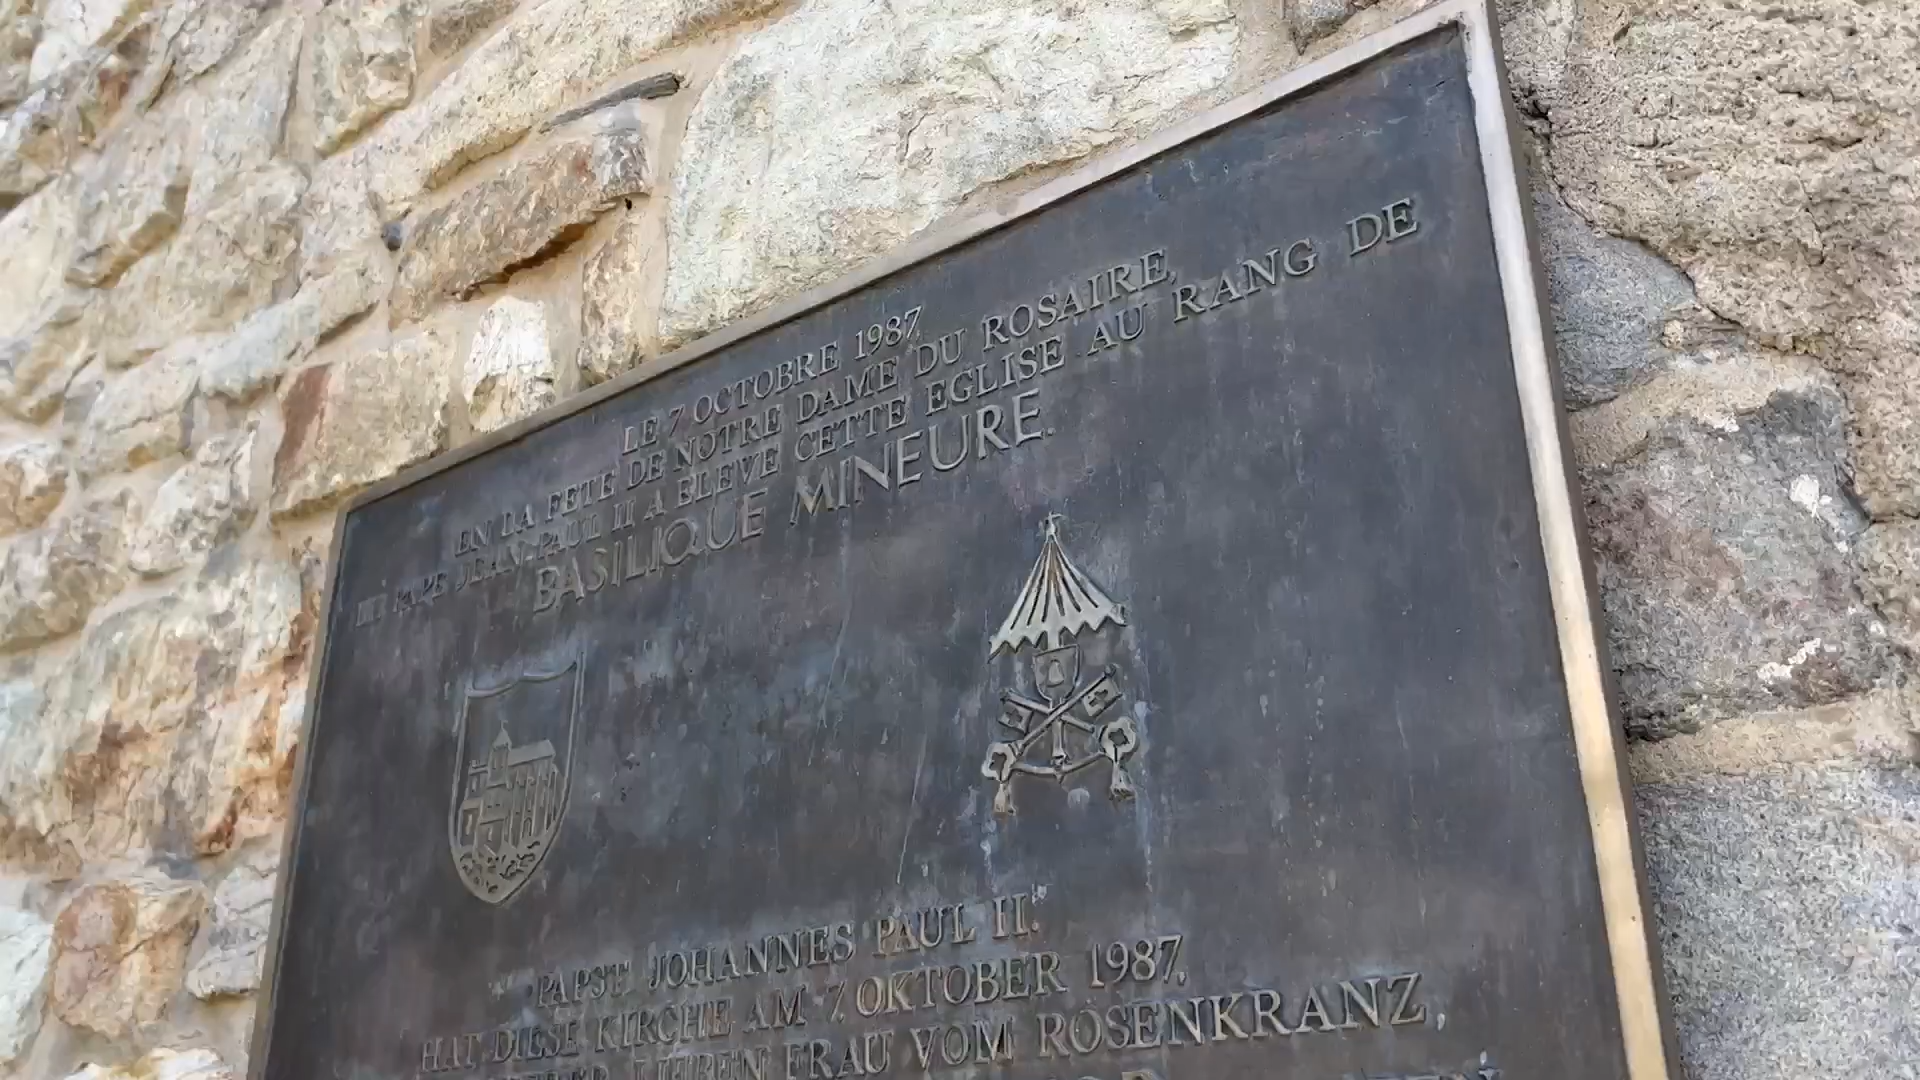 LE 7 OCTOBRE 1987,
EN LA FETE DE NOTRE DAME DU ROSAIRE,
LE PAPE JEAN-PAUL II A ELEVE CETTE EGLISE AU RANG DE
BASILIQUE MINEURE.
PAPST JOHANNES PAUL II.
HAT DIESE KIRCHE AM 7. OKTOBER 1987,
LIEBEN FRAU VOM ROSENKRANZ,